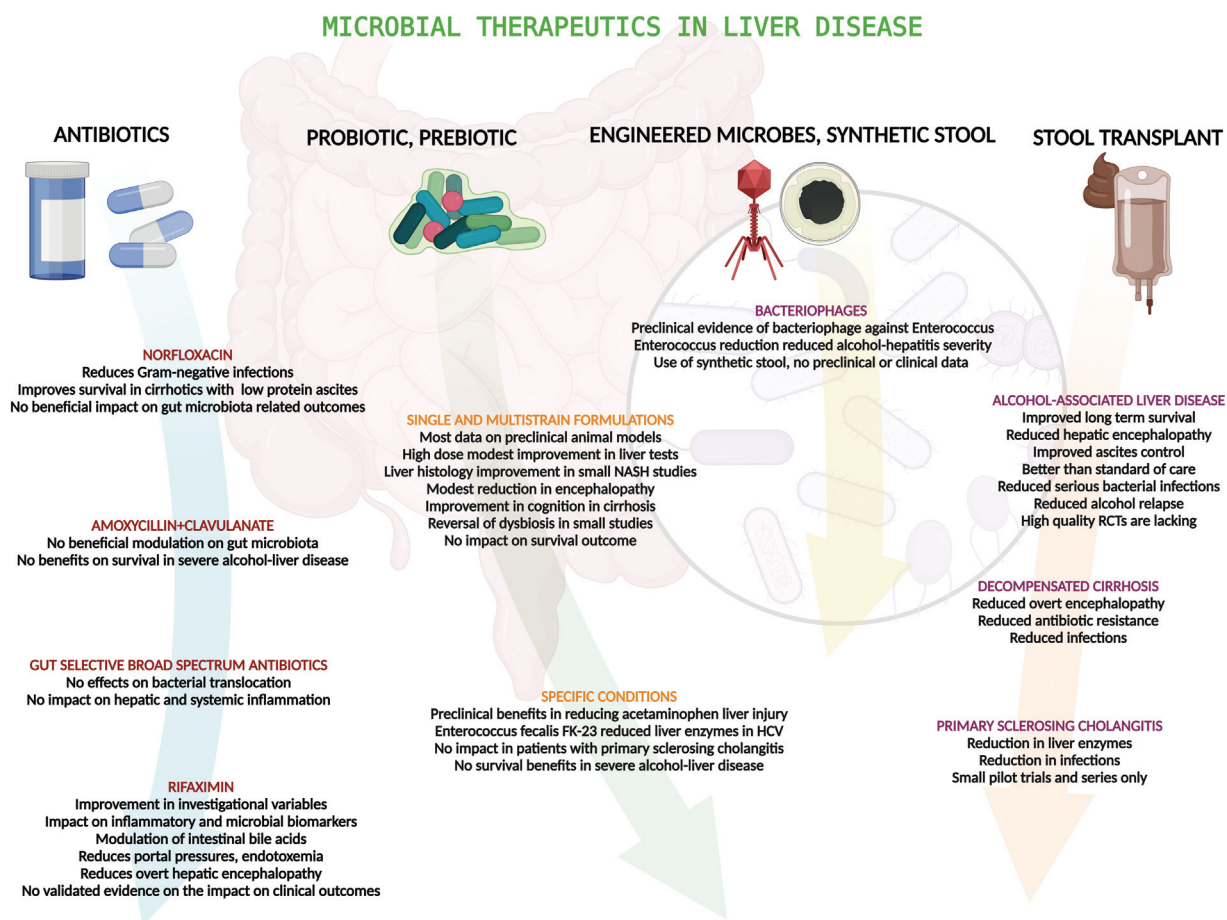 MICROBIAL THERAPEUTICS IN LIVER DISEASE
ANTIBIOTICS
NORFLOXACIN
Reduces Gram-negative infections
Improves survival in cirrhotics with low protein ascites
No beneficial impact on gut microbiota related outcomes
AMOXYCILLIN+CLAVULANATE
No beneficial modulation on gut microbiota
No benefits on survival in severe alcohol-liver disease
GUT SELECTIVE BROAD SPECTRUM ANTIBIOTICS
No effects on bacterial translocation
No impact on hepatic and systemic inflammation
RIFAXIMIN
Improvement in investigational variables
Impact on inflammatory and microbial biomarkers
Modulation of intestinal bile acids
Reduces portal pressures, endotoxemia
Reduces overt hepatic encephalopathy
No validated evidence on the impact on clinical outcomes
PROBIOTIC, PREBIOTIC
SINGLE AND MULTISTRAIN FORMULATIONS
Most data on preclinical animal models
High dose modest improvement in liver tests
Liver histology improvement in small NASH studies
Modest reduction in encephalopathy
Improvement in cognition in cirrhosis
Reversal of dysbiosis in small studies
No impact on survival outcome
SPECIFIC CONDITIONS
Preclinical benefits in reducing acetaminophen liver injury
Enterococcus fecalis FK-23 reduced liver enzymes in HCV
No impact in patients with primary sclerosing cholangitis
No survival benefits in severe alcohol-liver disease
ENGINEERED MICROBES, SYNTHETIC STOOL
BACTERIOPHAGES
Preclinical evidence of bacteriophage against Enterococcus
Enterococcus reduction reduced alcohol-hepatitis severity
Use of synthetic stool, no preclinical or clinical data
STOOL TRANSPLANT
ALCOHOL-ASSOCIATED LIVER DISEASE
Improved long term survival
Reduced hepatic encephalopathy
Improved ascites control
Better than standard of care
Reduced serious bacterial infections
Reduced alcohol relapse
High quality RCTs are lacking
DECOMPENSATED CIRRHOSIS
Reduced overt encephalopathy
Reduced antibiotic resistance
Reduced infections
PRIMARY SCLEROSING CHOLANGITIS
Reduction in liver enzymes
Reduction in infections
Small pilot trials and series only